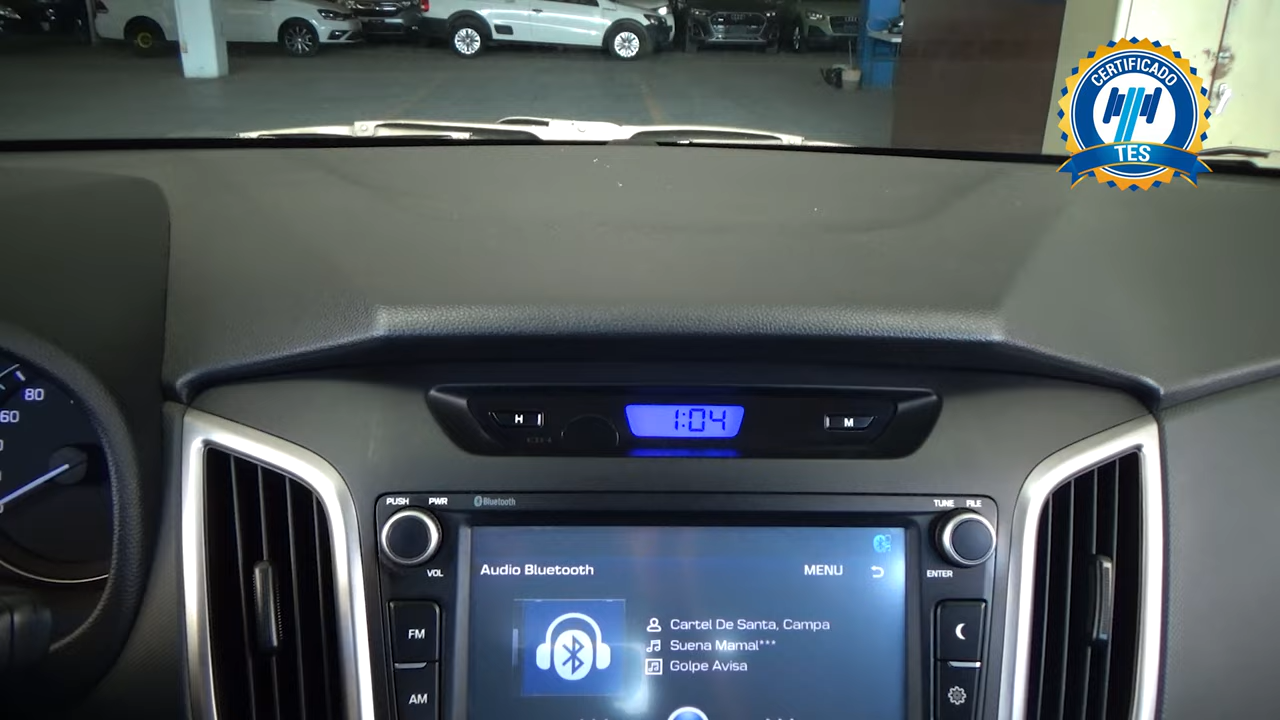 CERTIFICADO
TES
80
60
H
1:04
M
PUSH PWR
Bluetooth
TUNE FILE
VOL
ENTER
Audio Bluetooth
MENU
FM
AM
Cartel De Santa, Campa
Suena Mamal***
Golpe Avisa